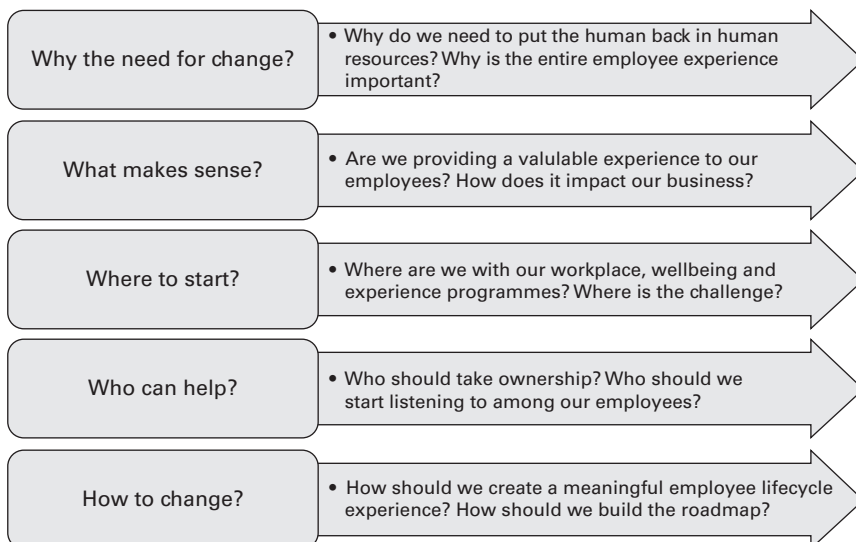 Why the need for change?
• Why do we need to put the human back in human
resources? Why is the entire employee experience
important?
What makes sense?
• Are we providing a valulable experience to our
employees? How does it impact our business?
Where to start?
• Where are we with our workplace, wellbeing and
experience programmes? Where is the challenge?
Who can help?
• Who should take ownership? Who should we
start listening to among our employees?
How to change?
• How should we create a meaningful employee lifecycle
experience? How should we build the roadmap?